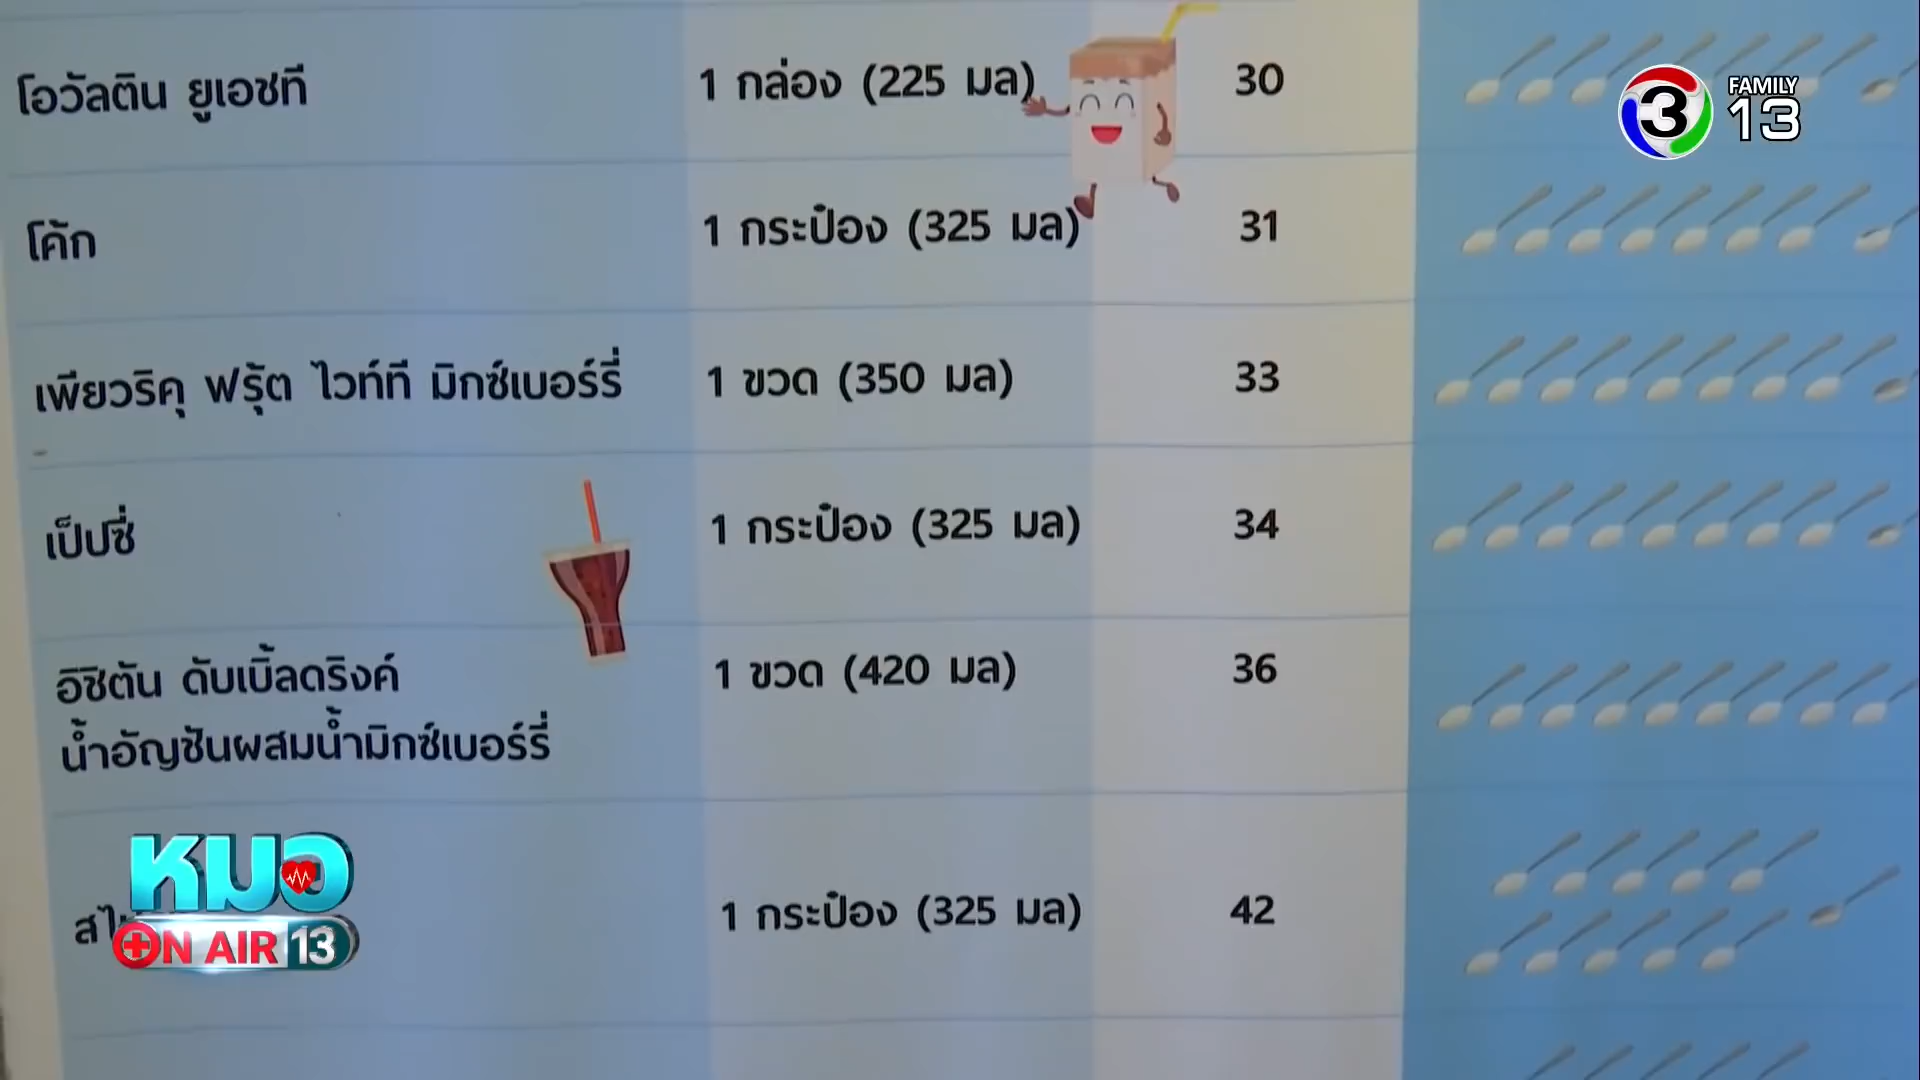 โอวัลติน ยูเอชที 1 กล่อง (225 มล) 30
3 FAMILY 13
โค้ก 1 กระป๋อง (325 มล) 31
เพียวริคุ ฟรุ้ต ไวท์ที มิกซ์เบอร์รี่ 1 ขวด (350 มล) 33
เป็ปซี่ 1 กระป๋อง (325 มล) 34
อิชิตัน ดับเบิ้ลดริงค์ 1 ขวด (420 มล) 36
น้ำอัญชันผสมน้ำมิกซ์เบอร์รี่
1 กระป๋อง (325 มล) 42
หมอ
ON AIR 13